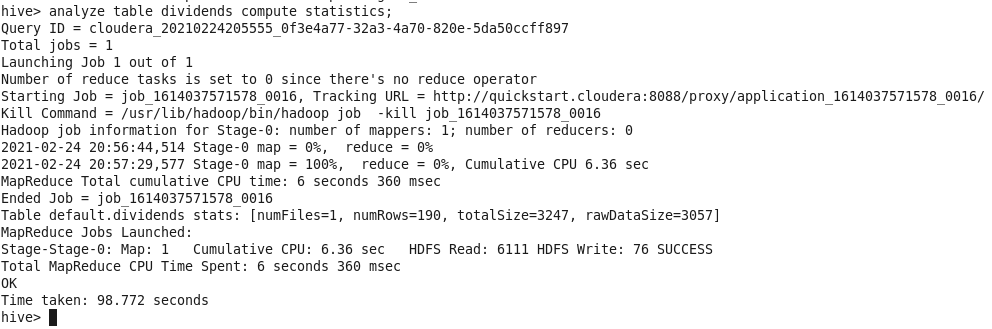 hive> analyze table dividends compute statistics;
Query ID = cloudera_20210224205555_0f3e4a77-32a3-4a70-820e-5da50ccff897
Total jobs = 1
Launching Job 1 out of 1
Number of reduce tasks is set to 0 since there's no reduce operator
Starting Job = job_1614037571578_0016, Tracking URL = http://quickstart.cloudera:8088/proxy/application_1614037571578_0016/
Kill Command = /usr/lib/hadoop/bin/hadoop job  -kill job_1614037571578_0016
Hadoop job information for Stage-0: number of mappers: 1; number of reducers: 0
2021-02-24 20:56:44,514 Stage-0 map = 0%,  reduce = 0%
2021-02-24 20:57:29,577 Stage-0 map = 100%,  reduce = 0%, Cumulative CPU 6.36 sec
MapReduce Total cumulative CPU time: 6 seconds 360 msec
Ended Job = job_1614037571578_0016
Table default.dividends stats: [numFiles=1, numRows=190, totalSize=3247, rawDataSize=3057]
MapReduce Jobs Launched:
Stage-Stage-0: Map: 1   Cumulative CPU: 6.36 sec   HDFS Read: 6111 HDFS Write: 76 SUCCESS
Total MapReduce CPU Time Spent: 6 seconds 360 msec
OK
Time taken: 98.772 seconds
hive>